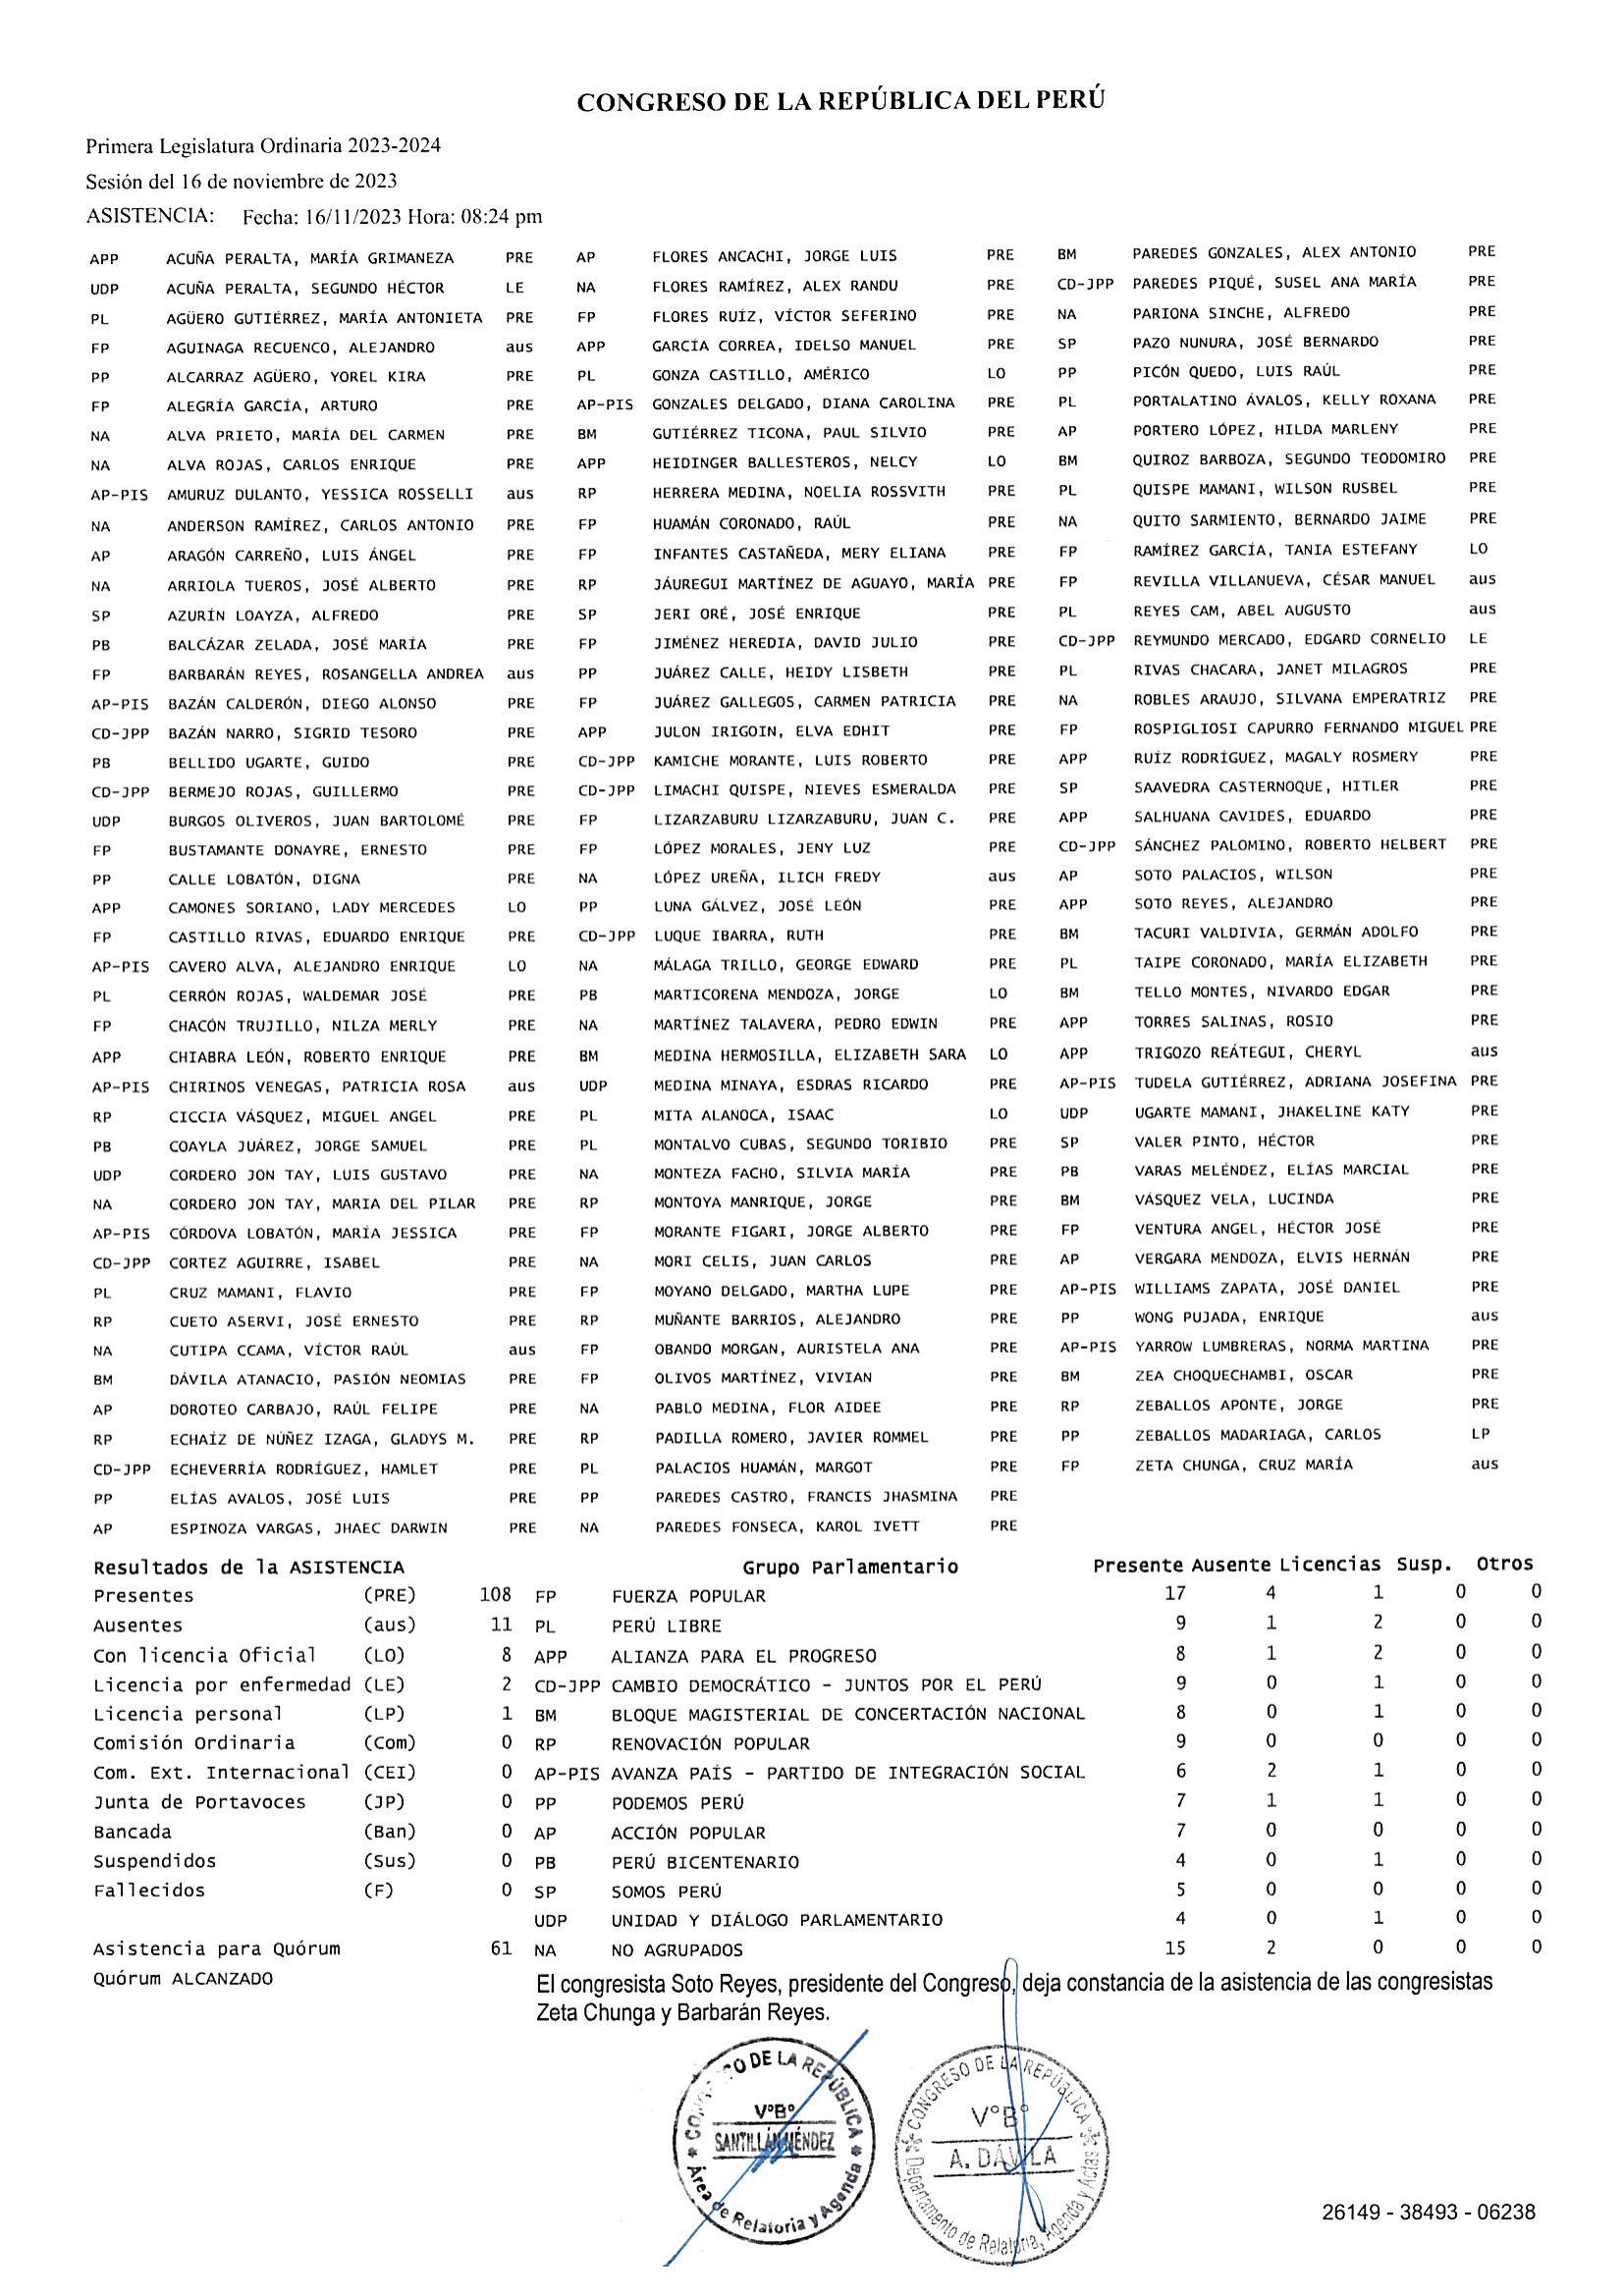 CONGRESO DE LA REPÚBLICA DEL PERÚ
Primera Legislatura Ordinaria 2023-2024
Sesión del 16 de noviembre de 2023
ASISTENCIA: Fecha: 16/11/2023 Hora: 08:24 pm
APP ACUÑA PERALTA, MARÍA GRIMANEZA PRE AP FLORES ANCACHI, JORGE LUIS PRE BM PAREDES GONZALES, ALEX ANTONIO PRE
UDP ACUÑA PERALTA, SEGUNDO HÉCTOR LE NA FLORES RAMÍREZ, ALEX RANDU PRE CD-JPP PAREDES PIQUÉ, SUSEL ANA MARÍA PRE
PL AGÜERO GUTIÉRREZ, MARÍA ANTONIETA PRE FP FLORES RUÍZ, VÍCTOR SEFERINO PRE NA PARIONA SINCHE, ALFREDO PRE
FP AGUINAGA RECUENCO, ALEJANDRO aus APP GARCÍA CORREA, IDELSO MANUEL PRE SP PAZO NUNURA, JOSÉ BERNARDO PRE
PP ALCARRAZ AGÜERO, YOREL KIRA PRE PL GONZA CASTILLO, AMÉRICO LO PP PICÓN QUEDO, LUIS RAÚL PRE
FP ALEGRÍA GARCÍA, ARTURO PRE AP-PIS GONZALES DELGADO, DIANA CAROLINA PRE PL PORTALATINO ÁVALOS, KELLY ROXANA PRE
NA ALVA PRIETO, MARÍA DEL CARMEN PRE BM GUTIÉRREZ TICONA, PAUL SILVIO PRE AP PORTERO LÓPEZ, HILDA MARLENY PRE
NA ALVA ROJAS, CARLOS ENRIQUE PRE APP HEIDINGER BALLESTEROS, NELCY LO BM QUIROZ BARBOZA, SEGUNDO TEODOMIRO PRE
AP-PIS AMURUZ DULANTO, YESSICA ROSSELLI aus RP HERRERA MEDINA, NOELIA ROSSVITH PRE PL QUISPE MAMANI, WILSON RUSBEL PRE
NA ANDERSON RAMÍREZ, CARLOS ANTONIO PRE FP HUAMÁN CORONADO, RAÚL PRE NA QUITO SARMIENTO, BERNARDO JAIME PRE
AP ARAGÓN CARREÑO, LUIS ÁNGEL PRE FP INFANTES CASTAÑEDA, MERY ELIANA PRE FP RAMÍREZ GARCÍA, TANIA ESTEFANY LO
NA ARRIOLA TUEROS, JOSÉ ALBERTO PRE RP JÁUREGUI MARTÍNEZ DE AGUAYO, MARÍA PRE FP REVILLA VILLANUEVA, CÉSAR MANUEL aus
SP AZURÍN LOAYZA, ALFREDO PRE SP JERI ORÉ, JOSÉ ENRIQUE PRE PL REYES CAM, ABEL AUGUSTO aus
PB BALCÁZAR ZELADA, JOSÉ MARÍA PRE FP JIMÉNEZ HEREDIA, DAVID JULIO PRE CD-JPP REYMUNDO MERCADO, EDGARD CORNELIO LE
FP BARBARÁN REYES, ROSANGELLA ANDREA aus PP JUÁREZ CALLE, HEIDY LISBETH PRE PL RIVAS CHACARA, JANET MILAGROS PRE
AP-PIS BAZÁN CALDERÓN, DIEGO ALONSO PRE FP JUÁREZ GALLEGOS, CARMEN PATRICIA PRE NA ROBLES ARAUJO, SILVANA EMPERATRIZ PRE
CD-JPP BAZÁN NARRO, SIGRID TESORO PRE APP JULON IRIGOIN, ELVA EDHIT PRE FP ROSPIGLIOSI CAPURRO FERNANDO MIGUEL PRE
PB BELLIDO UGARTE, GUIDO PRE CD-JPP KAMICHE MORANTE, LUIS ROBERTO PRE APP RUÍZ RODRÍGUEZ, MAGALY ROSMERY PRE
CD-JPP BERMEJO ROJAS, GUILLERMO PRE CD-JPP LIMACHI QUISPE, NIEVES ESMERALDA PRE SP SAAVEDRA CASTERNOQUE, HITLER PRE
UDP BURGOS OLIVEROS, JUAN BARTOLOMÉ PRE FP LIZARZABURU LIZARZABURU, JUAN C. PRE APP SALHUANA CAVIDES, EDUARDO PRE
FP BUSTAMANTE DONAYRE, ERNESTO PRE FP LÓPEZ MORALES, JENY LUZ PRE CD-JPP SÁNCHEZ PALOMINO, ROBERTO HELBERT PRE
PP CALLE LOBATÓN, DIGNA PRE NA LÓPEZ UREÑA, ILICH FREDY aus AP SOTO PALACIOS, WILSON PRE
APP CAMONES SORIANO, LADY MERCEDES LO PP LUNA GÁLVEZ, JOSÉ LEÓN PRE APP SOTO REYES, ALEJANDRO PRE
FP CASTILLO RIVAS, EDUARDO ENRIQUE PRE CD-JPP LUQUE IBARRA, RUTH PRE BM TACURI VALDIVIA, GERMÁN ADOLFO PRE
AP-PIS CAVERO ALVA, ALEJANDRO ENRIQUE LO NA MÁLAGA TRILLO, GEORGE EDWARD PRE PL TAIPE CORONADO, MARÍA ELIZABETH PRE
PL CERRÓN ROJAS, WALDEMAR JOSÉ PRE PB MARTICORENA MENDOZA, JORGE LO BM TELLO MONTES, NIVARDO EDGAR PRE
FP CHACÓN TRUJILLO, NILZA MERLY PRE NA MARTÍNEZ TALAVERA, PEDRO EDWIN PRE APP TORRES SALINAS, ROSIO PRE
APP CHIABRA LEÓN, ROBERTO ENRIQUE PRE BM MEDINA HERMOSILLA, ELIZABETH SARA LO APP TRIGOZO REÁTEGUI, CHERYL aus
AP-PIS CHIRINOS VENEGAS, PATRICIA ROSA aus UDP MEDINA MINAYA, ESDRAS RICARDO PRE AP-PIS TUDELA GUTIÉRREZ, ADRIANA JOSEFINA PRE
RP CICCIA VÁSQUEZ, MIGUEL ANGEL PRE PL MITA ALANOCA, ISAAC LO UDP UGARTE MAMANI, JHAKELINE KATY PRE
PB COAYLA JUÁREZ, JORGE SAMUEL PRE PL MONTALVO CUBAS, SEGUNDO TORIBIO PRE SP VALER PINTO, HÉCTOR PRE
UDP CORDERO JON TAY, LUIS GUSTAVO PRE NA MONTEZA FACHO, SILVIA MARÍA PRE PB VARAS MELÉNDEZ, ELÍAS MARCIAL PRE
NA CORDERO JON TAY, MARIA DEL PILAR PRE RP MONTOYA MANRIQUE, JORGE PRE BM VÁSQUEZ VELA, LUCINDA PRE
AP-PIS CÓRDOVA LOBATÓN, MARÍA JESSICA PRE FP MORANTE FIGARI, JORGE ALBERTO PRE FP VENTURA ANGEL, HÉCTOR JOSÉ PRE
CD-JPP CORTEZ AGUIRRE, ISABEL PRE NA MORI CELIS, JUAN CARLOS PRE AP VERGARA MENDOZA, ELVIS HERNÁN PRE
PL CRUZ MAMANI, FLAVIO PRE FP MOYANO DELGADO, MARTHA LUPE PRE AP-PIS WILLIAMS ZAPATA, JOSÉ DANIEL PRE
RP CUETO ASERVI, JOSÉ ERNESTO PRE RP MUÑANTE BARRIOS, ALEJANDRO PRE PP WONG PUJADA, ENRIQUE aus
NA CUTIPA CCAMA, VÍCTOR RAÚL aus FP OBANDO MORGAN, AURISTELA ANA PRE AP-PIS YARROW LUMBRERAS, NORMA MARTINA PRE
BM DÁVILA ATANACIO, PASIÓN NEOMIAS PRE FP OLIVOS MARTÍNEZ, VIVIAN PRE BM ZEA CHOQUECHAMBI, OSCAR PRE
AP DOROTEO CARBAJO, RAÚL FELIPE PRE NA PABLO MEDINA, FLOR AIDEE PRE RP ZEBALLOS APONTE, JORGE PRE
RP ECHAÍZ DE NÚÑEZ IZAGA, GLADYS M. PRE RP PADILLA ROMERO, JAVIER ROMMEL PRE PP ZEBALLOS MADARIAGA, CARLOS LP
CD-JPP ECHEVERRÍA RODRÍGUEZ, HAMLET PRE PL PALACIOS HUAMÁN, MARGOT PRE FP ZETA CHUNGA, CRUZ MARÍA aus
PP ELÍAS AVALOS, JOSÉ LUIS PRE PP PAREDES CASTRO, FRANCIS JHASMINA PRE
AP ESPINOZA VARGAS, JHAEC DARWIN PRE NA PAREDES FONSECA, KAROL IVETT PRE
Resultados de la ASISTENCIA Grupo Parlamentario Presente Ausente Licencias Susp. Otros
Presentes (PRE) 108 FP FUERZA POPULAR 17 4 1 0 0
Ausentes (aus) 11 PL PERÚ LIBRE 9 1 2 0 0
Con licencia Oficial (LO) 8 APP ALIANZA PARA EL PROGRESO 8 1 2 0 0
Licencia por enfermedad (LE) 2 CD-JPP CAMBIO DEMOCRÁTICO - JUNTOS POR EL PERÚ 9 0 1 0 0
Licencia personal (LP) 1 BM BLOQUE MAGISTERIAL DE CONCERTACIÓN NACIONAL 8 0 1 0 0
Comisión Ordinaria (Com) 0 RP RENOVACIÓN POPULAR 9 0 0 0 0
Com. Ext. Internacional (CEI) 0 AP-PIS AVANZA PAÍS - PARTIDO DE INTEGRACIÓN SOCIAL 6 2 1 0 0
Junta de Portavoces (JP) 0 PP PODEMOS PERÚ 7 1 1 0 0
Bancada (Ban) 0 AP ACCIÓN POPULAR 7 0 0 0 0
Suspendidos (Sus) 0 PB PERÚ BICENTENARIO 4 0 1 0 0
Fallecidos (F) 0 SP SOMOS PERÚ 5 0 0 0 0
UDP UNIDAD Y DIÁLOGO PARLAMENTARIO 4 0 1 0 0
Asistencia para Quórum 61 NA NO AGRUPADOS 15 2 0 0 0
Quórum ALCANZADO
El congresista Soto Reyes, presidente del Congreso, deja constancia de la asistencia de las congresistas
Zeta Chunga y Barbarán Reyes.
DE LA REPÚBLICA
V°B°
SANTILLÁN MÉNDEZ
Área de Relatoria y Agenda
CONGRESO DE LA REPÚBLICA
V°B°
A. DÁVILA
Departamento de Relatoría, Agenda y Actas
26149 - 38493 - 06238